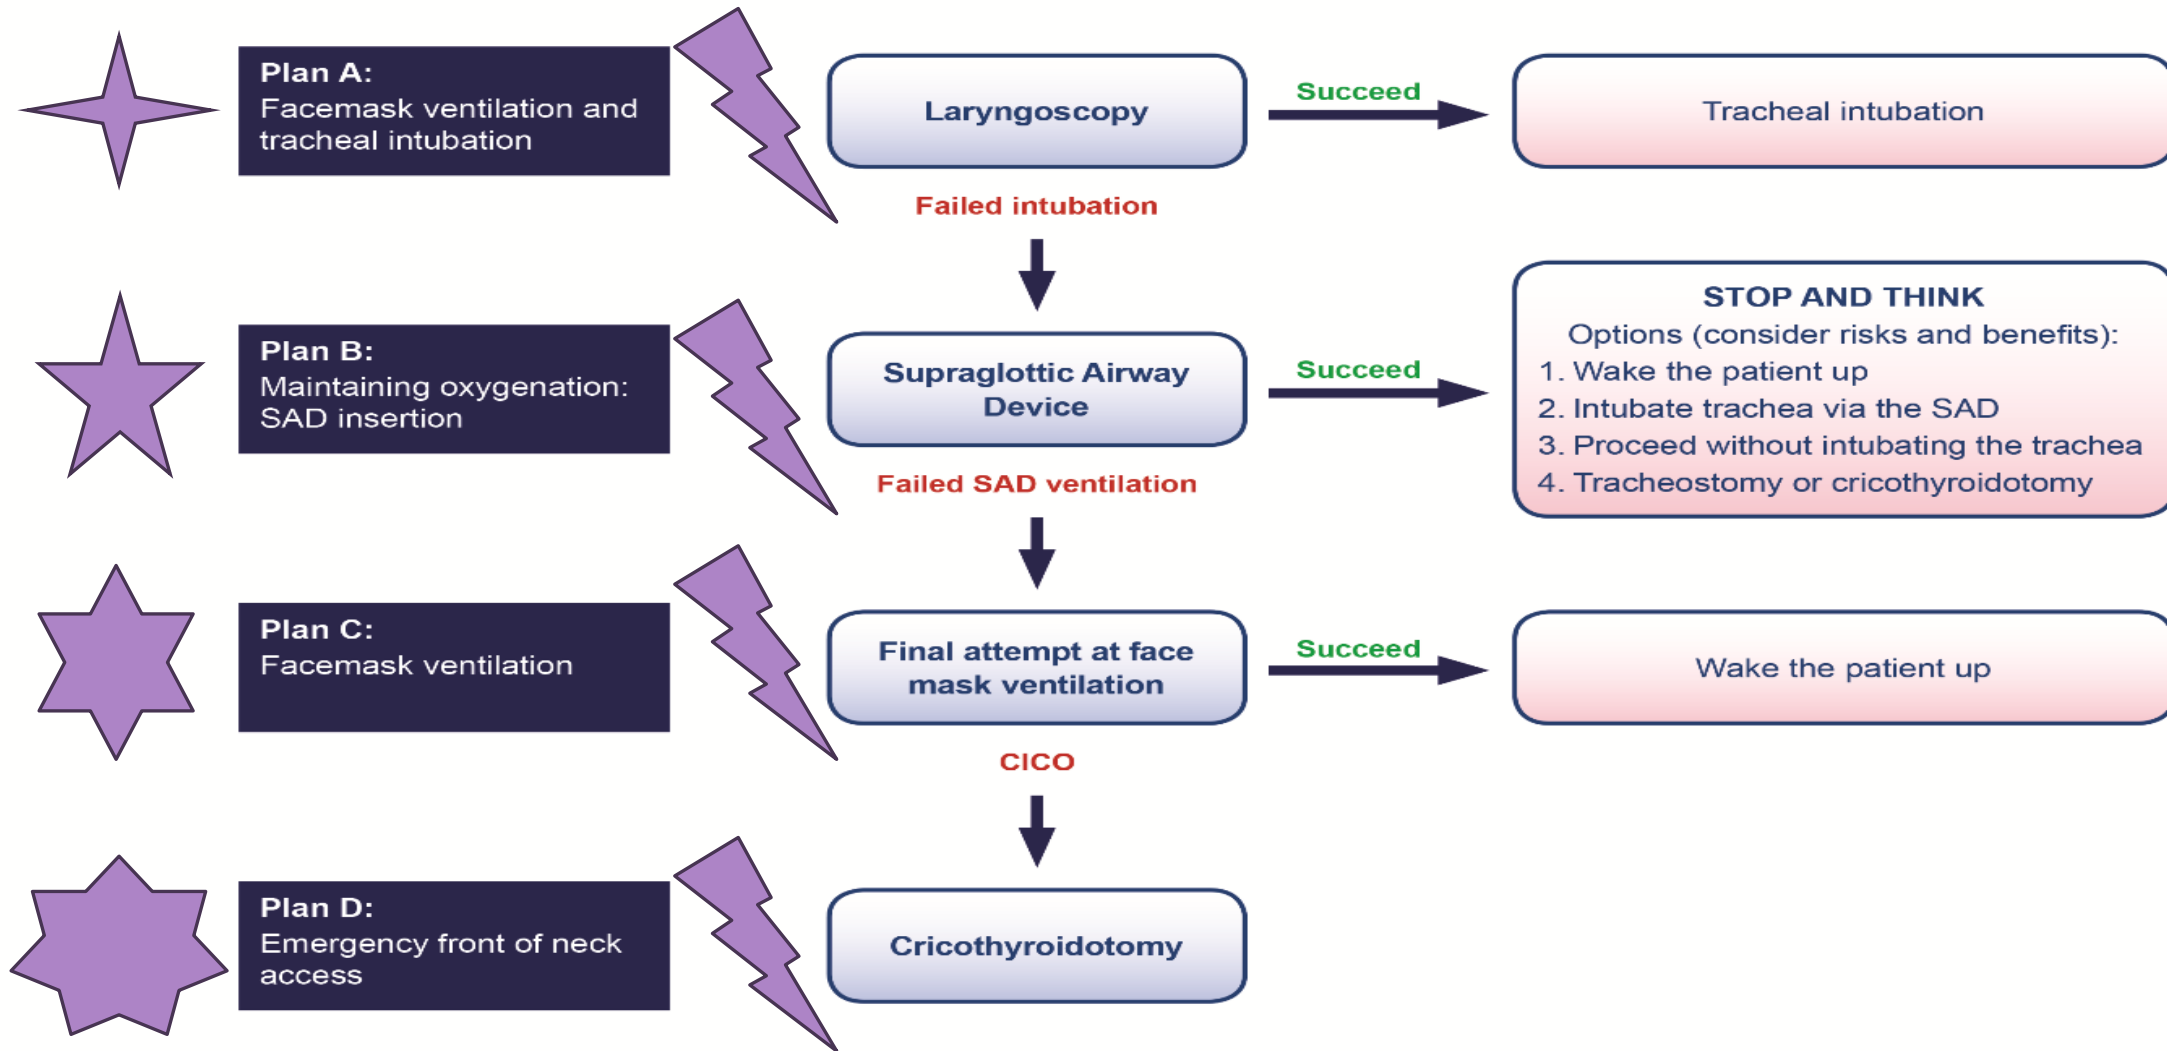 Plan A:
Facemask ventilation and
tracheal intubation
Laryngoscopy
Succeed
Tracheal intubation
Failed intubation
Plan B:
Maintaining oxygenation:
SAD insertion
Supraglottic Airway
Device
Succeed
STOP AND THINK
Options (consider risks and benefits):
1. Wake the patient up
2. Intubate trachea via the SAD
3. Proceed without intubating the trachea
4. Tracheostomy or cricothyroidotomy
Failed SAD ventilation
Plan C:
Facemask ventilation
Final attempt at face
mask ventilation
Succeed
Wake the patient up
CICO
Plan D:
Emergency front of neck
access
Cricothyroidotomy